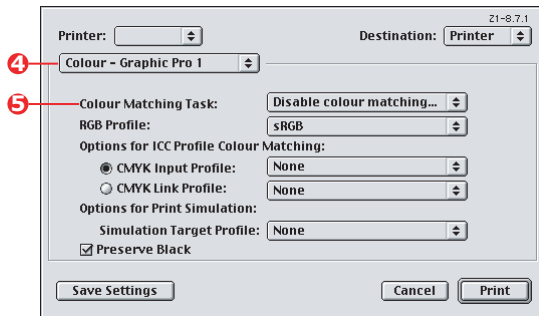 Z1-8.7.1
Printer: Destination: Printer
4 Colour - Graphic Pro 1
5 Colour Matching Task: Disable colour matching...
RGB Profile: sRGB
Options for ICC Profile Colour Matching:
CMYK Input Profile: None
CMYK Link Profile: None
Options for Print Simulation:
Simulation Target Profile: None
Preserve Black
Save Settings Cancel Print